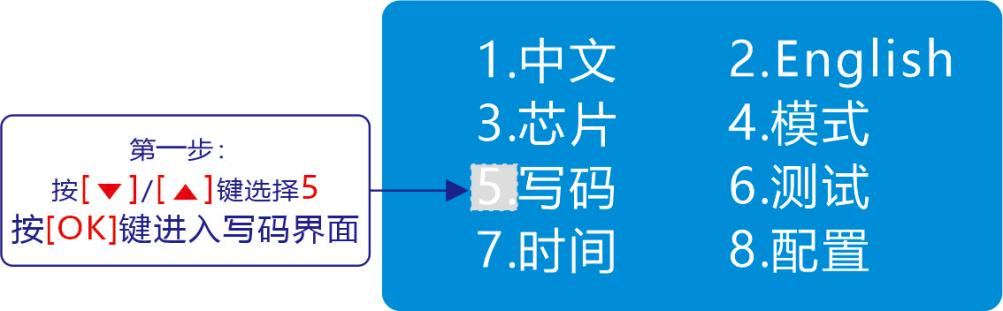 第一步：
按[▼]/[▲]键选择5
按[OK]键进入写码界面
1.中文 2.English
3.芯片 4.模式
5.写码 6.测试
7.时间 8.配置